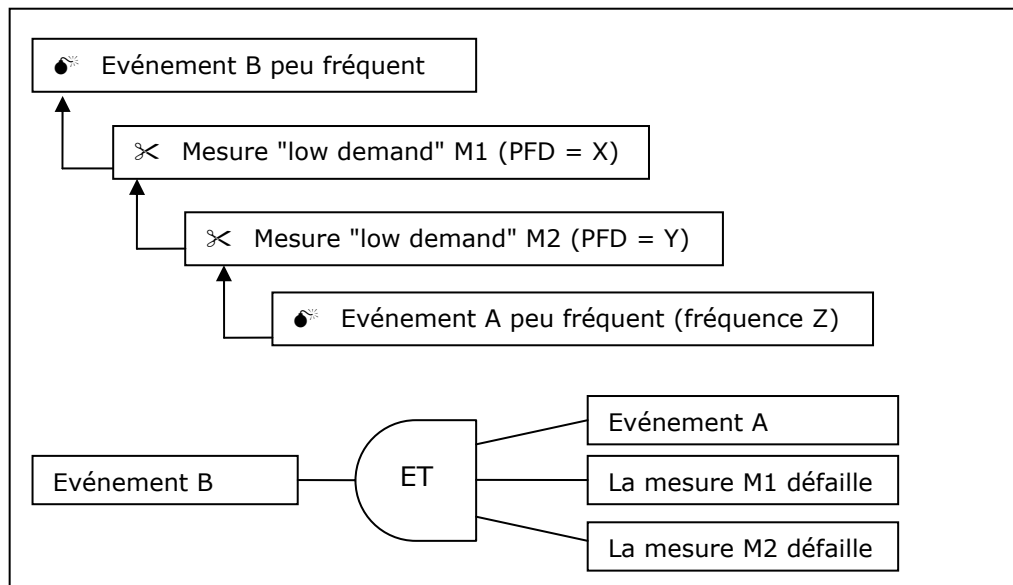 Evénement B peu fréquent
Mesure "low demand" M1 (PFD = X)
Mesure "low demand" M2 (PFD = Y)
Evénement A peu fréquent (fréquence Z)
Evénement A
Evénement B
ET
La mesure M1 défaille
La mesure M2 défaille